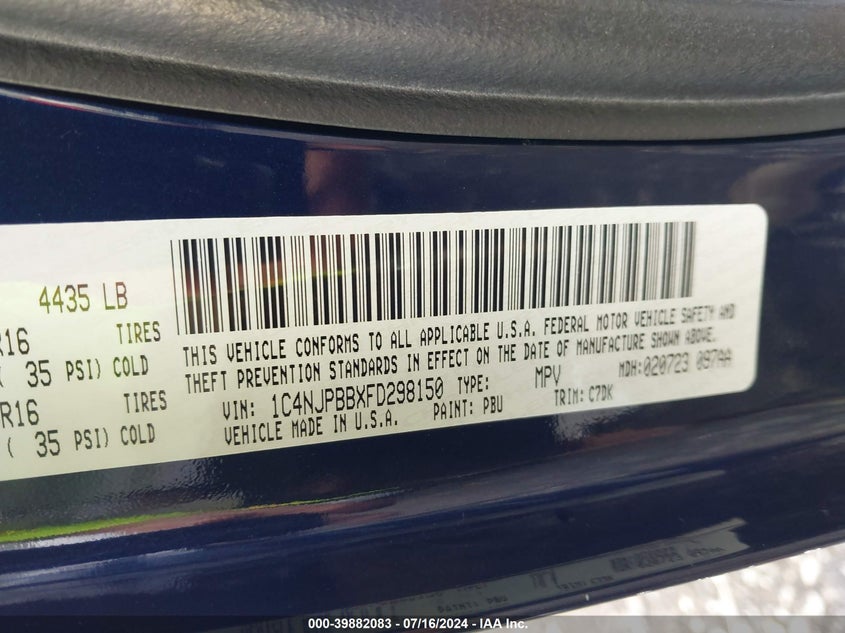 4435 LB
R16 TIRES
( 35 PSI) COLD
R16 TIRES
( 35 PSI) COLD
THIS VEHICLE CONFORMS TO ALL APPLICABLE U.S.A. FEDERAL MOTOR VEHICLE SAFETY AND
THEFT PREVENTION STANDARDS IN EFFECT ON THE DATE OF MANUFACTURE SHOWN ABOVE.
VIN: 1C4NJPBBXFD298150 TYPE: MPV MDH:020723 097AA
VEHICLE MADE IN U.S.A. PAINT: PBU TRIM: C7DK
000-39882083 - 07/16/2024 - IAA Inc.